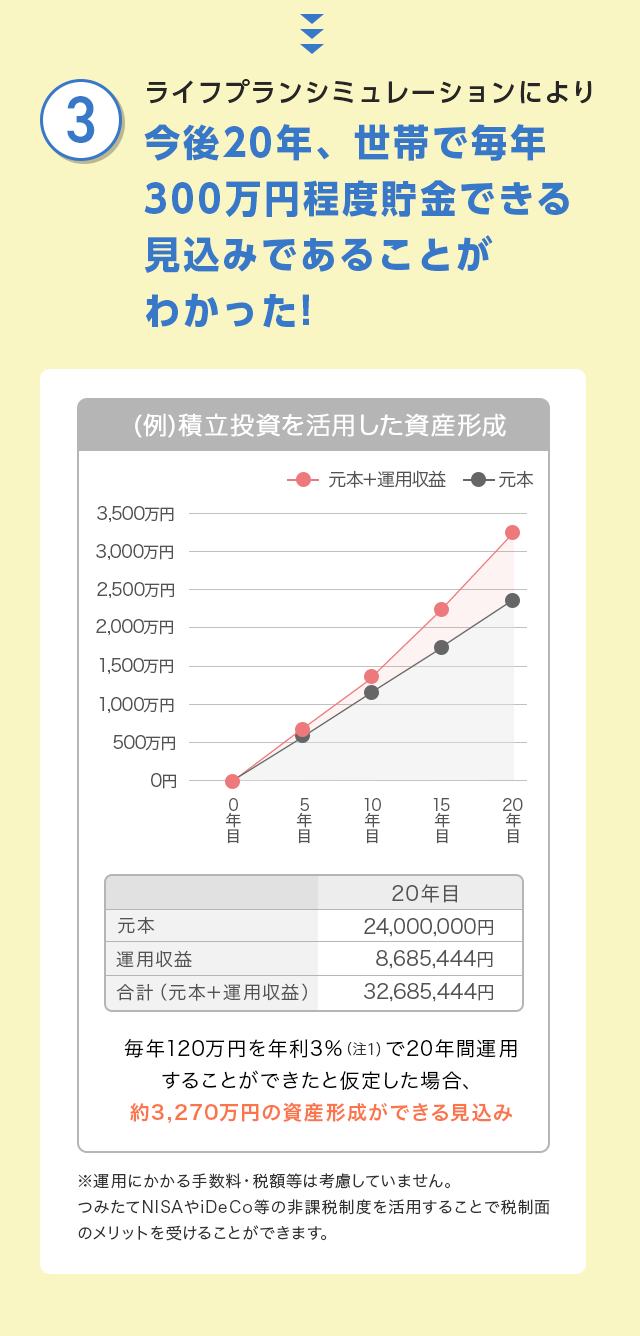 3
ライフプランシミュレーションにより
今後20年、世帯で毎年
300万円程度貯金できる
見込みであることが
わかった!
(例)積立投資を活用した資産形成
元本+運用収益 元本
3,500万円
3,000万円
2,500万円
2,000万円
1,500万円
1,000万円
500万円
0円
0年目 5年目 10年目 15年目 20年目
20年目
元本 24,000,000円
運用収益 8,685,444円
合計(元本+運用収益) 32,685,444円
毎年120万円を年利3%(注1)で20年間運用
することができたと仮定した場合、
約3,270万円の資産形成ができる見込み
※運用にかかる手数料・税額等は考慮していません。
つみたてNISAやiDeCo等の非課税制度を活用することで税制面
のメリットを受けることができます。